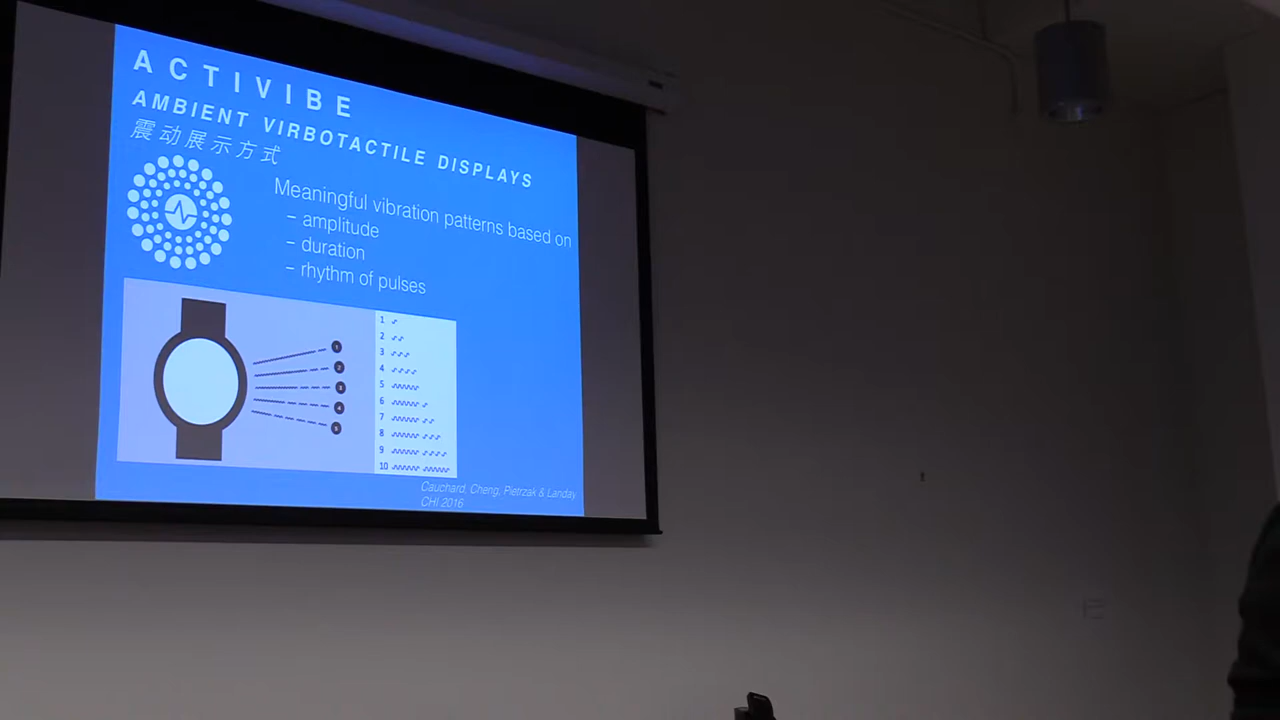 ACTIVIBE
AMBIENT VIRBOTACTILE DISPLAYS
震动展示方式
Meaningful vibration patterns based on
– amplitude
– duration
– rhythm of pulses
1
2
3
4
5
1
2
3
4
5
6
7
8
9
10
Cauchard, Cheng, Pietrzak & Landay
CHI 2016